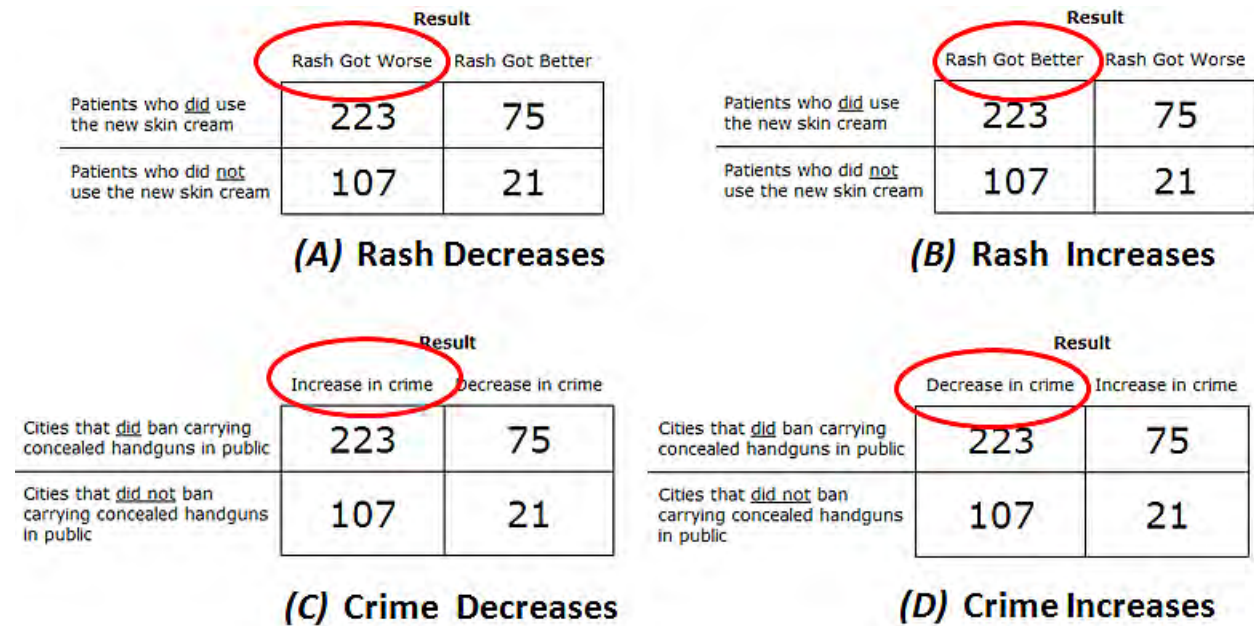 Result
Rash Got Worse Rash Got Better
Patients who did use
the new skin cream
223 75
Patients who did not
use the new skin cream
107 21
(A) Rash Decreases
Result
Rash Got Better Rash Got Worse
Patients who did use
the new skin cream
223 75
Patients who did not
use the new skin cream
107 21
(B) Rash Increases
Result
Increase in crime Decrease in crime
Cities that did ban carrying
concealed handguns in public
223 75
Cities that did not ban
carrying concealed handguns
in public
107 21
(C) Crime Decreases
Result
Decrease in crime Increase in crime
Cities that did ban carrying
concealed handguns in public
223 75
Cities that did not ban
carrying concealed handguns
in public
107 21
(D) Crime Increases